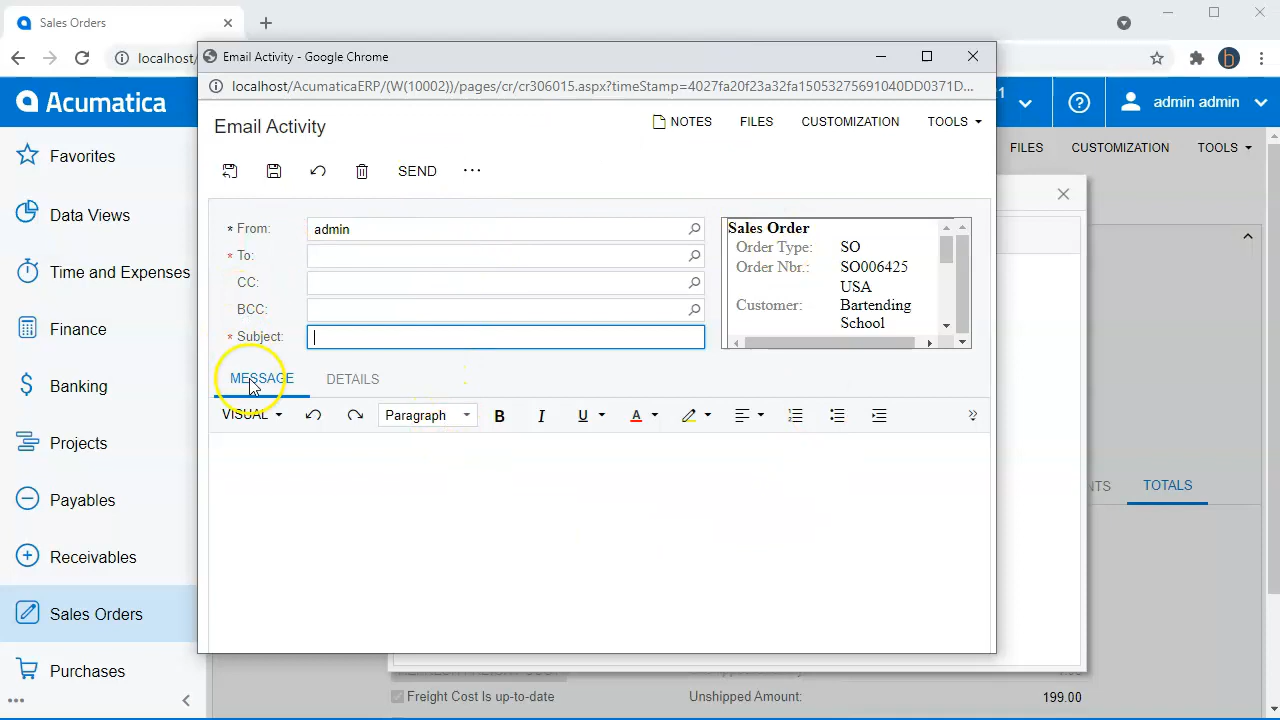 Sales Orders
localhost/
Email Activity - Google Chrome
localhost/AcumaticaERP/(W(10002))/pages/cr/cr306015.aspx?timeStamp=4027fa20f23a32fa15053275691040DD0371D...
Acumatica
1
admin admin
Email Activity
NOTES
FILES
CUSTOMIZATION
TOOLS
FILES
CUSTOMIZATION
TOOLS
SEND
...
Favorites
Data Views
Time and Expenses
Finance
Banking
Projects
Payables
Receivables
Sales Orders
Purchases
* From:
admin
* To:
CC:
BCC:
* Subject:
Sales Order
Order Type: SO
Order Nbr.: SO006425
USA
Customer: Bartending
School
MESSAGE
DETAILS
VISUAL
Paragraph
B
I
U
A
NTS
TOTALS
Freight Cost Is up-to-date
Unshipped Amount:
199.00